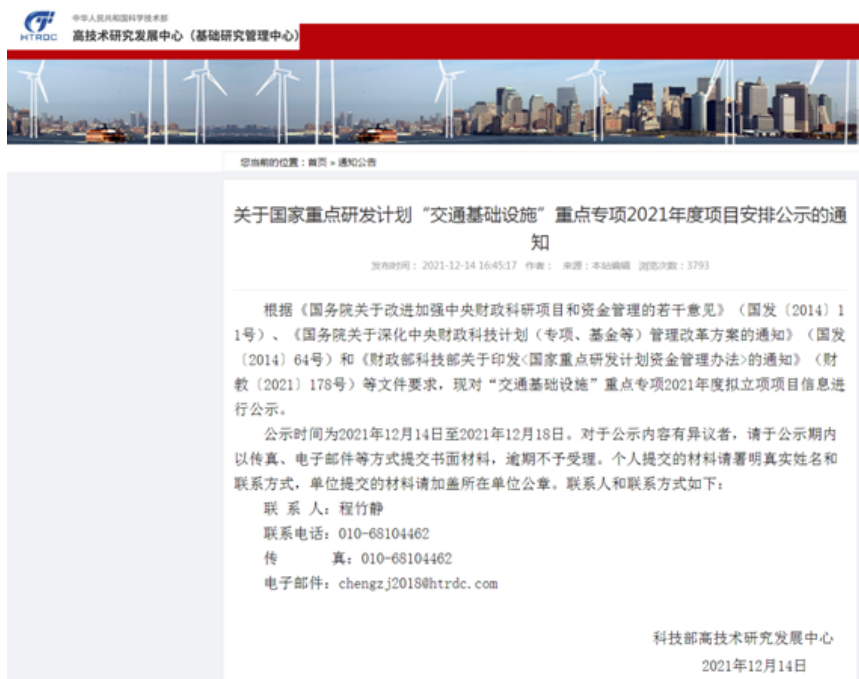 HTRDC
中华人民共和国科学技术部
高技术研究发展中心（基础研究管理中心）
您当前的位置：首页 » 通知公告
关于国家重点研发计划“交通基础设施”重点专项2021年度项目安排公示的通
知
发布时间：2021-12-14 16:45:17 作者： 来源：本站编辑 浏览次数：3793
根据《国务院关于改进加强中央财政科研项目和资金管理的若干意见》（国发〔2014〕1
1号）、《国务院关于深化中央财政科技计划（专项、基金等）管理改革方案的通知》（国发
〔2014〕64号）和《财政部科技部关于印发<国家重点研发计划资金管理办法>的通知》（财
教〔2021〕178号）等文件要求，现对“交通基础设施”重点专项2021年度拟立项项目信息进
行公示。
公示时间为2021年12月14日至2021年12月18日。对于公示内容有异议者，请于公示期内
以传真、电子邮件等方式提交书面材料，逾期不予受理。个人提交的材料请署明真实姓名和
联系方式，单位提交的材料请加盖所在单位公章。联系人和联系方式如下：
联 系 人：程竹静
联系电话：010-68104462
传 真：010-68104462
电子邮件：chengzj2018@htrdc.com
科技部高技术研究发展中心
2021年12月14日